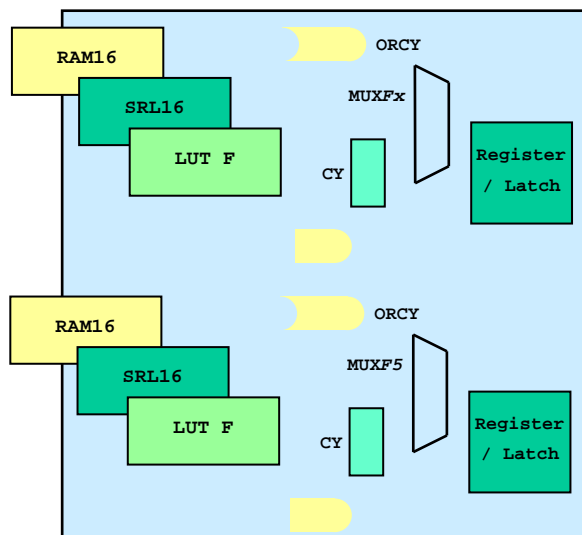 ORCY
RAM16
MUXFx
SRL16
LUT F
CY
Register
/ Latch
ORCY
RAM16
MUXF5
SRL16
LUT F
CY
Register
/ Latch